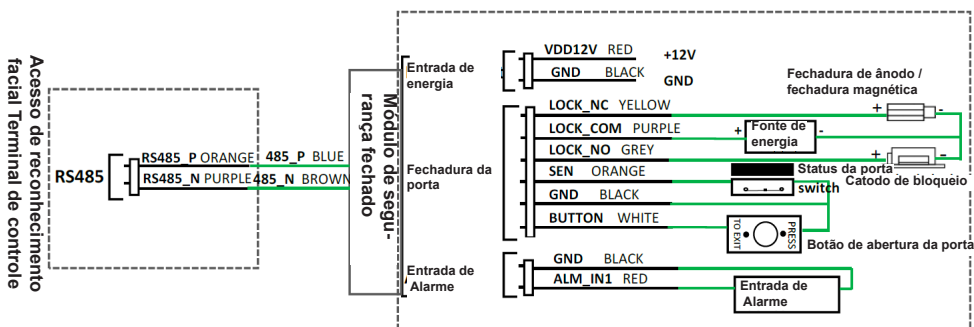 Acesso de reconhecimento
facial Terminal de controle
RS485
RS485_P ORANGE
RS485_N PURPLE
485_P BLUE
485_N BROWN
Módulo de segu-
rança fechado
Entrada de
energia
VDD12V RED +12V
GND BLACK GND
Fechadura da
porta
LOCK_NC YELLOW
LOCK_COM PURPLE
LOCK_NO GREY
SEN ORANGE
GND BLACK
BUTTON WHITE
Fechadura de ânodo /
fechadura magnética
+ -
+ Fonte de
energia -
+ -
Catodo de bloqueio
Status da porta
switch
PRESS
TO EXIT
Botão de abertura da porta
Entrada de
Alarme
GND BLACK
ALM_IN1 RED
Entrada de
Alarme